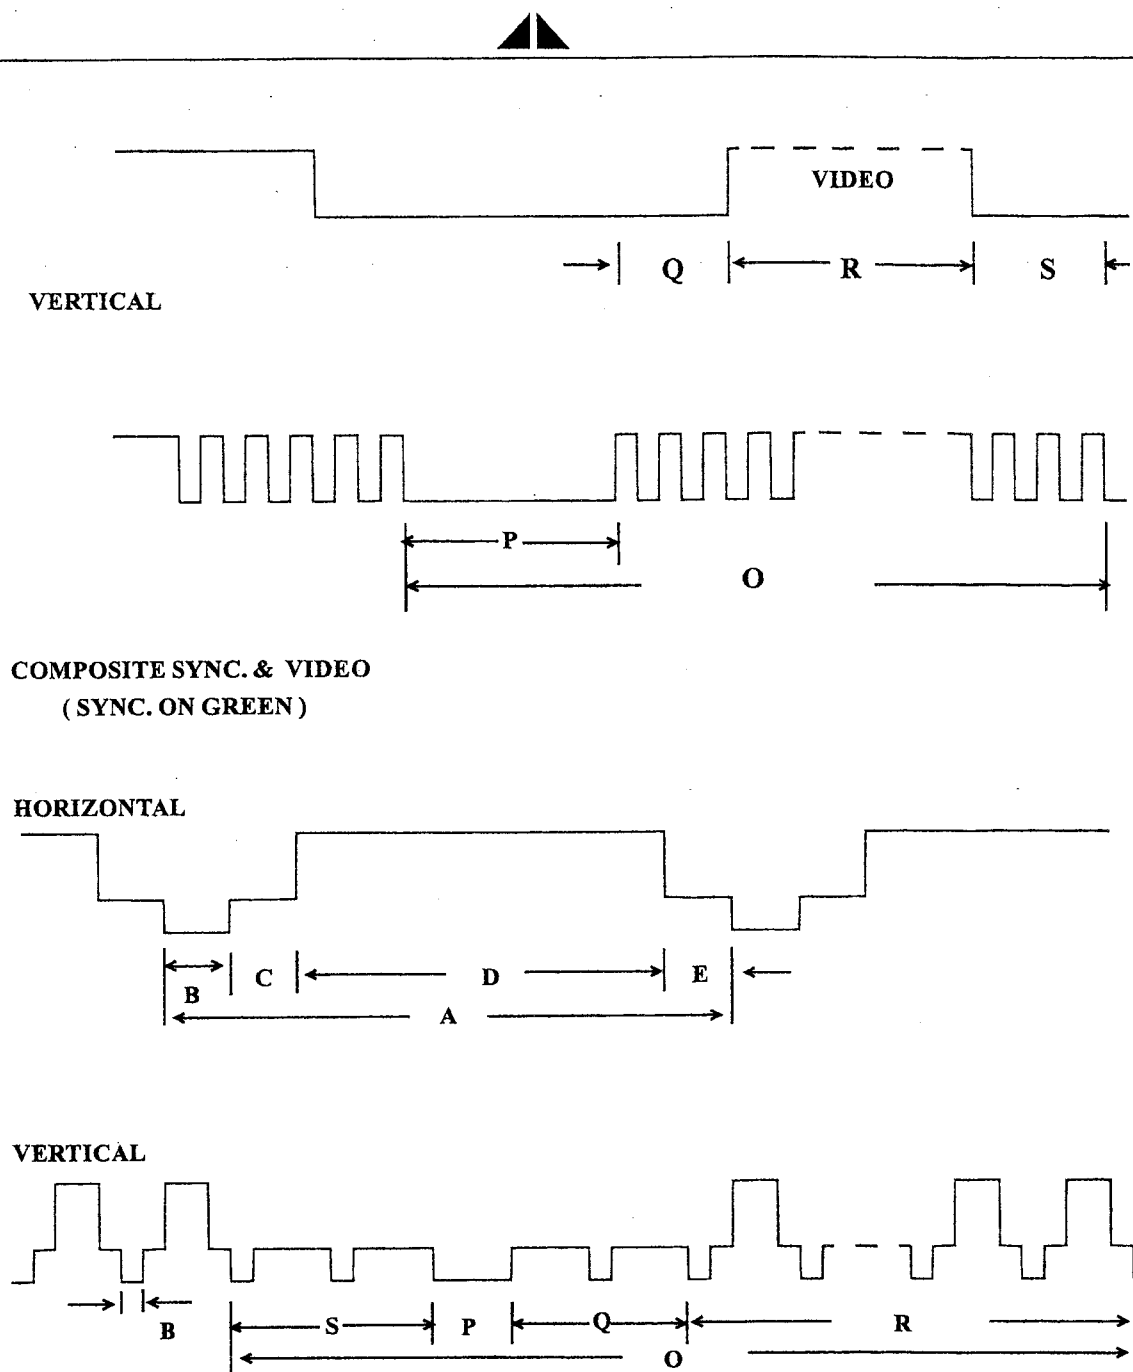 VIDEO
Q R S
VERTICAL
P
O
COMPOSITE SYNC. & VIDEO
( SYNC. ON GREEN )
HORIZONTAL
B C D E
A
VERTICAL
B S P Q R
O